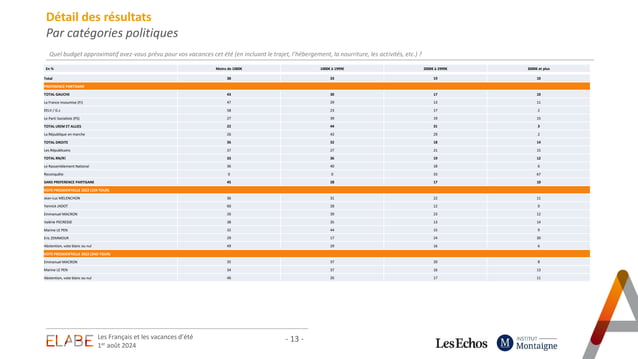 Détail des résultats
Par catégories politiques
Quel budget approximatif avez-vous prévu pour vos vacances cet été (en incluant le trajet, l'hébergement, la nourriture, les activités, etc.) ?
En % Moins de 1000€ 1000€ à 1999€ 2000€ à 2999€ 3000€ et plus
Total 38 33 19 10
PREFERENCE PARTISANE
TOTAL GAUCHE 43 30 17 10
La France Insoumise (FI) 47 29 13 11
EELV / G.s 58 23 17 2
Le Parti Socialiste (PS) 27 39 19 15
TOTAL LREM ET ALLIES 22 44 31 3
La République en marche 26 43 29 2
TOTAL DROITE 36 32 18 14
Les Républicains 37 27 21 15
TOTAL RN/R! 33 36 19 12
Le Rassemblement National 36 40 18 6
Reconquête 0 0 33 67
SANS PREFERENCE PARTISANE 45 28 17 10
VOTE PRESIDENTIELLE 2022 (1ER TOUR)
Jean-Luc MELENCHON 36 31 22 11
Yannick JADOT 60 28 12 0
Emmanuel MACRON 26 39 23 12
Valérie PECRESSE 38 35 13 14
Marine LE PEN 32 44 15 9
Eric ZEMMOUR 29 17 24 30
Abstention, vote blanc ou nul 49 29 16 6
VOTE PRESIDENTIELLE 2022 (2ND TOUR)
Emmanuel MACRON 35 37 20 8
Marine LE PEN 34 37 16 13
Abstention, vote blanc ou nul 46 26 17 11
ELABE
Les Français et les vacances d'été
1er août 2024
- 13 -
Les Echos
M
INSTITUT
Montaigne